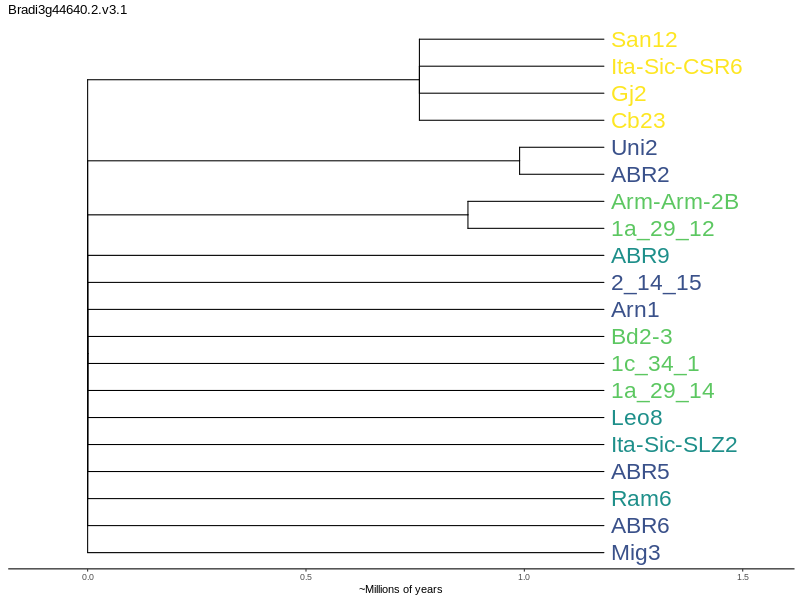 Bradi3g44640.2.v3.1
San12
Ita-Sic-CSR6
Gj2
Cb23
Uni2
ABR2
Arm-Arm-2B
1a_29_12
ABR9
2_14_15
Arn1
Bd2-3
1c_34_1
1a_29_14
Leo8
Ita-Sic-SLZ2
ABR5
Ram6
ABR6
Mig3
0.0 0.5 1.0 1.5
~Millions of years